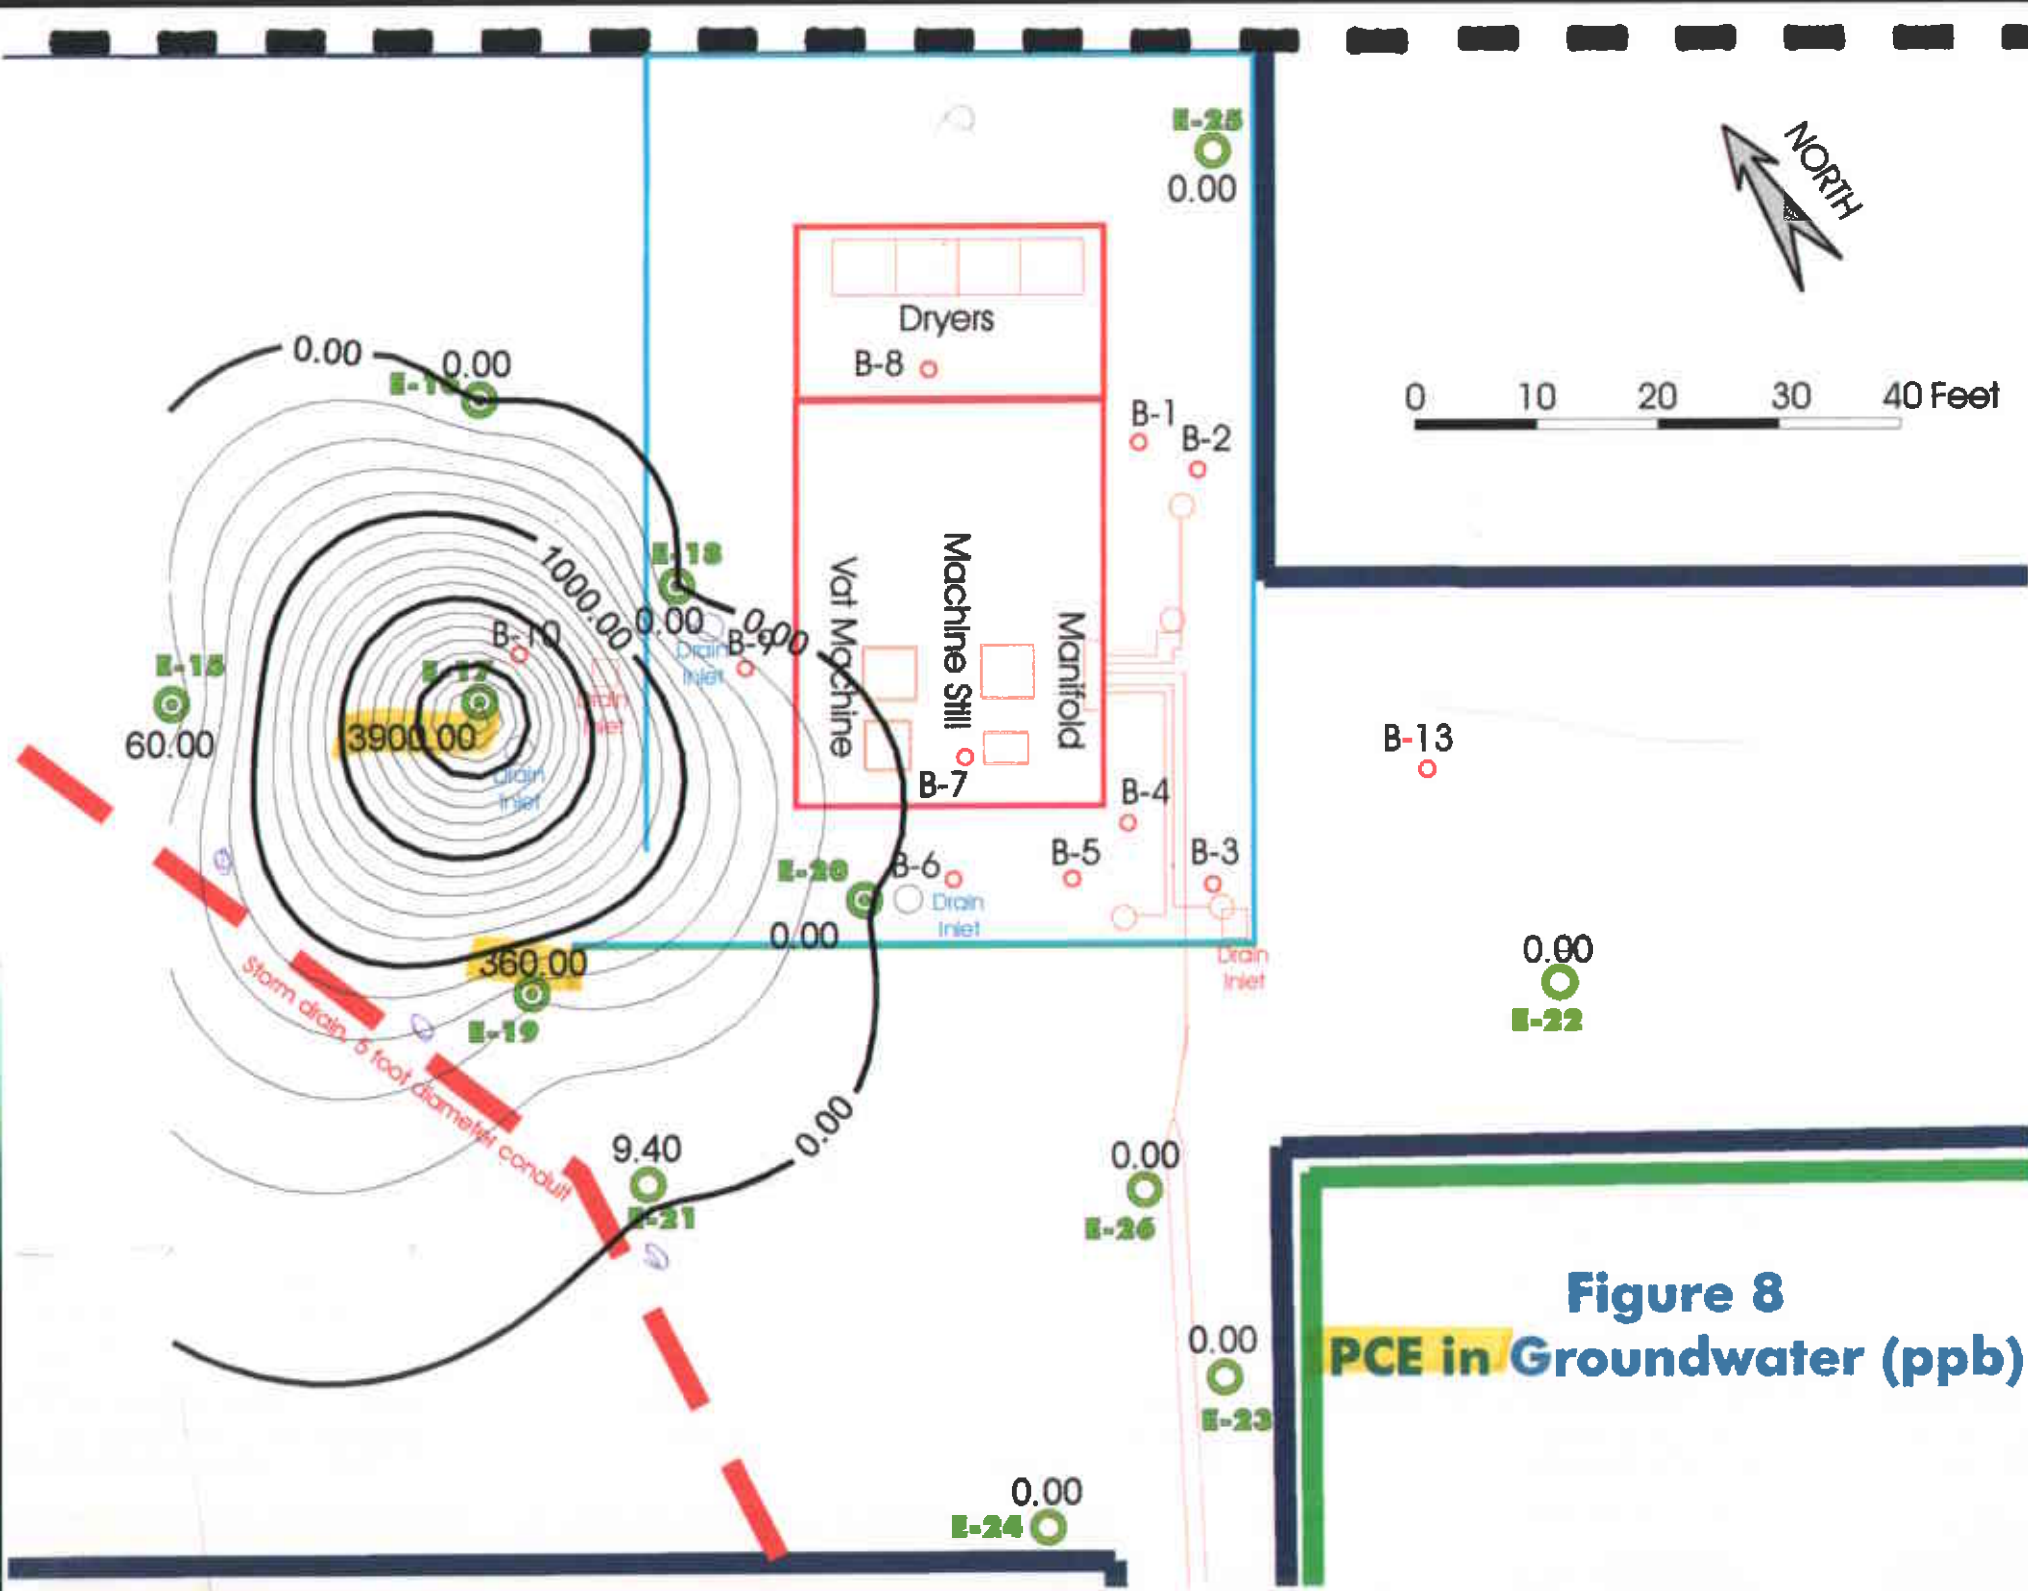 E-25
0.00
NORTH
Dryers
B-8
0 10 20 30 40 Feet
0.00
0.00
E-16
B-1
B-2
1000.00
E-18
0.00
0.00
B-9
Drain
Inlet
B-10
E-17
3900.00
Drain
Inlet
Drain
Inlet
E-15
60.00
Vat Machine
Machine Still
Manifold
B-7
B-13
B-4
B-5
B-3
B-6
E-20
0.00
Drain
Inlet
Drain
Inlet
360.00
E-19
Storm drain, 5 foot diameter conduit
0.00
E-22
0.00
9.40
E-21
0.00
E-26
0.00
E-23
0.00
E-24
Figure 8
PCE in Groundwater (ppb)